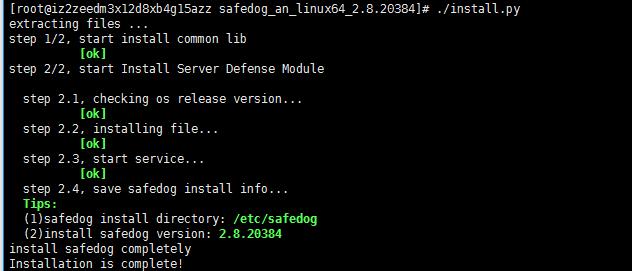 [root@iz2zeedm3x12d8xb4g15azz safedog_an_linux64_2.8.20384]# ./install.py
extracting files ...
step 1/2, start install common lib
[ok]
step 2/2, start Install Server Defense Module
step 2.1, checking os release version...
[ok]
step 2.2, installing file...
[ok]
step 2.3, start service...
[ok]
step 2.4, save safedog install info...
Tips:
(1)safedog install directory: /etc/safedog
(2)install safedog version: 2.8.20384
install safedog completely
Installation is complete!